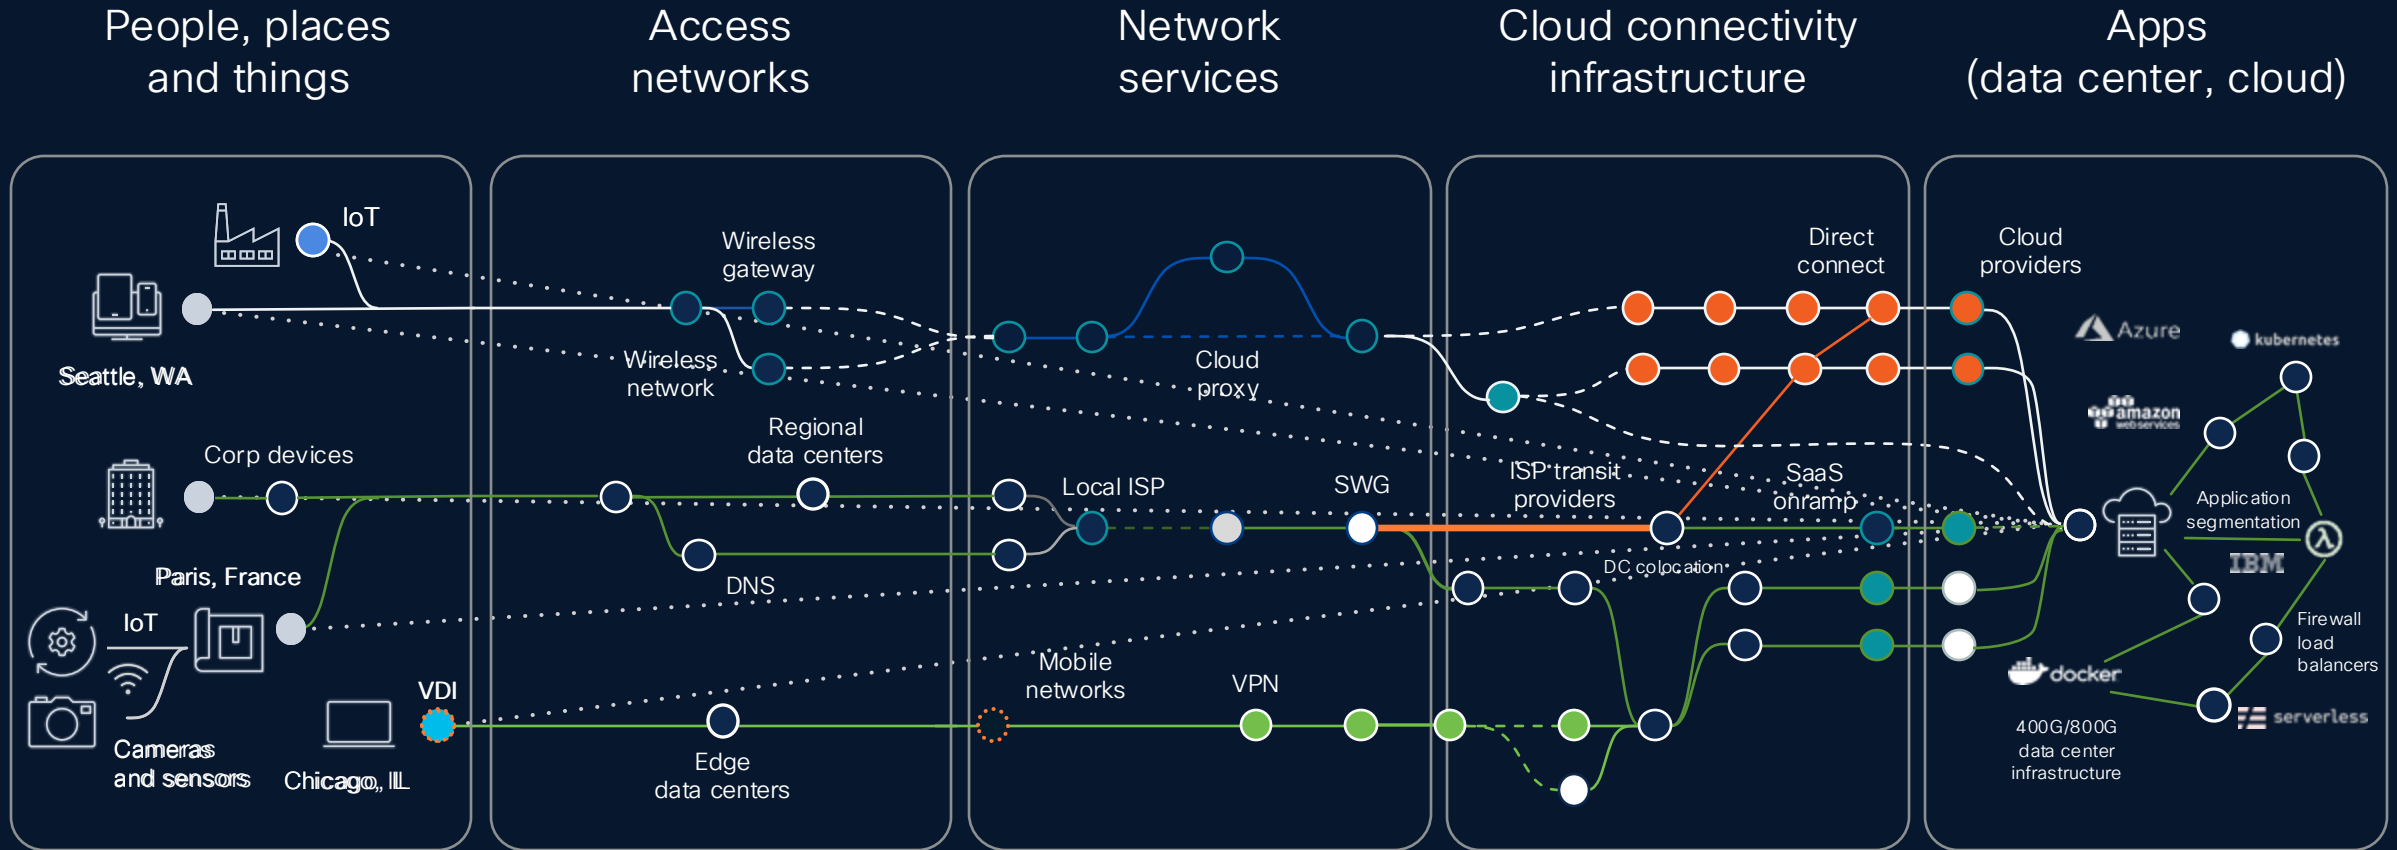 People, places
and things
Access
networks
Network
services
Cloud connectivity
infrastructure
Apps
(data center, cloud)
IoT
Seattle, WA
Corp devices
Paris, France
IoT
Cameras
and sensors
VDI
Chicago, IL
Wireless
gateway
Wireless
network
Regional
data centers
DNS
Edge
data centers
Cloud
proxy
Local ISP
SWG
Mobile
networks
VPN
Direct
connect
ISP transit
providers
SaaS
onramp
DC colocation
Cloud
providers
Azure
kubernetes
amazon
webservices
Application
segmentation
λ
IBM
Firewall
load
balancers
docker
serverless
400G/800G
data center
infrastructure